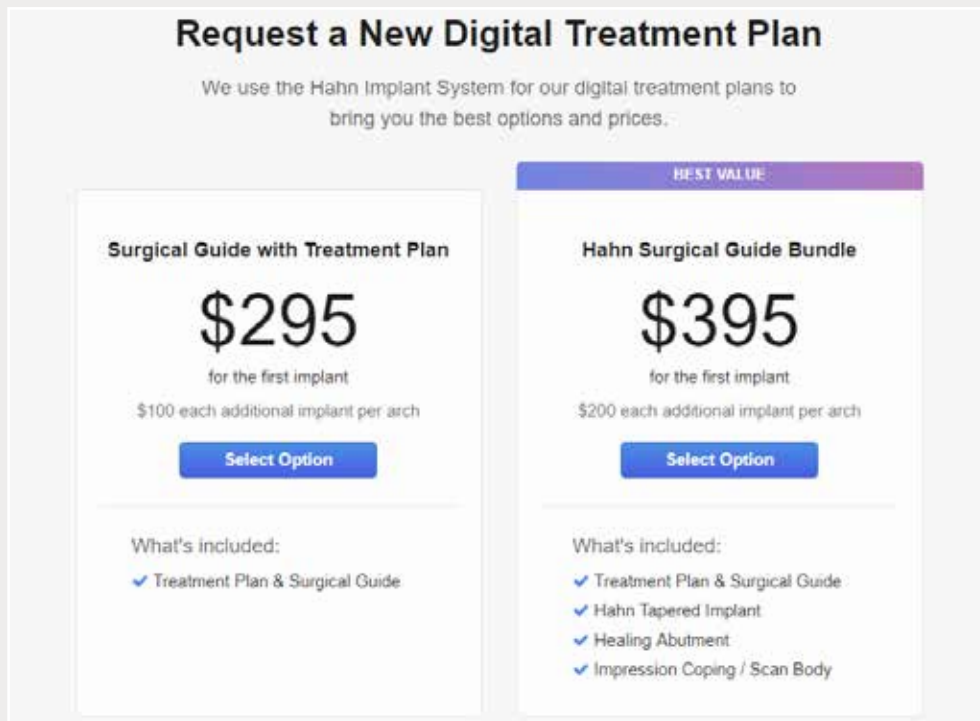 Request a New Digital Treatment Plan
We use the Hahn Implant System for our digital treatment plans to
bring you the best options and prices.
Surgical Guide with Treatment Plan
$295
for the first implant
$100 each additional implant per arch
Select Option
What's included:
Treatment Plan & Surgical Guide
BEST VALUE
Hahn Surgical Guide Bundle
$395
for the first implant
$200 each additional implant per arch
Select Option
What's included:
Treatment Plan & Surgical Guide
Hahn Tapered Implant
Healing Abutment
Impression Coping / Scan Body